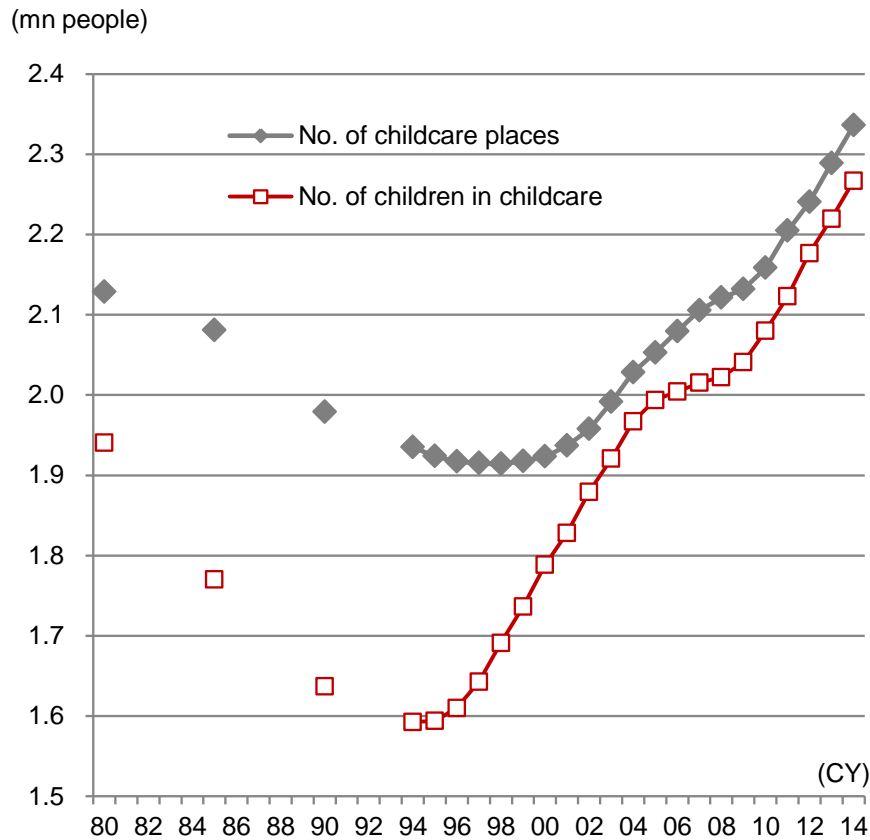 (mn people)
2.4
2.3
2.2
2.1
2.0
1.9
1.8
1.7
1.6
1.5
No. of childcare places
No. of children in childcare
(CY)
80 82 84 86 88 90 92 94 96 98 00 02 04 06 08 10 12 14